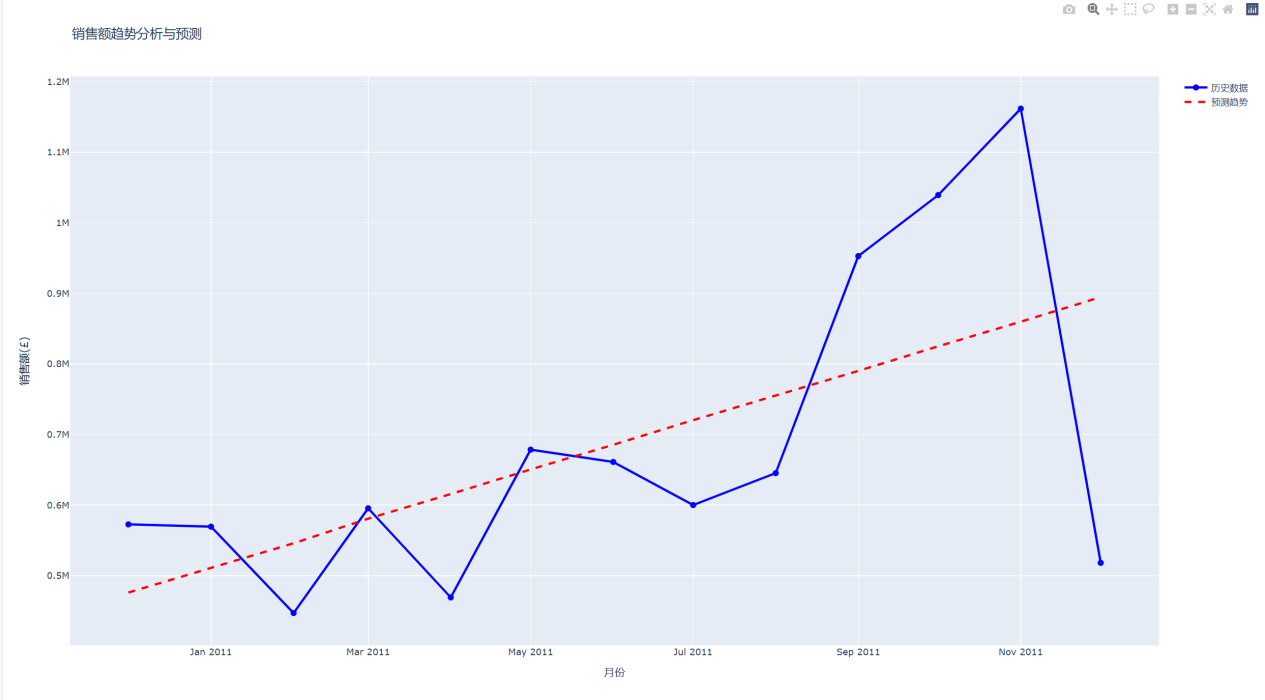 销售额趋势分析与预测
1.2M
1.1M
1M
0.9M
0.8M
0.7M
0.6M
0.5M
销售额(£)
Jan 2011
Mar 2011
May 2011
Jul 2011
Sep 2011
Nov 2011
月份
历史数据
预测趋势